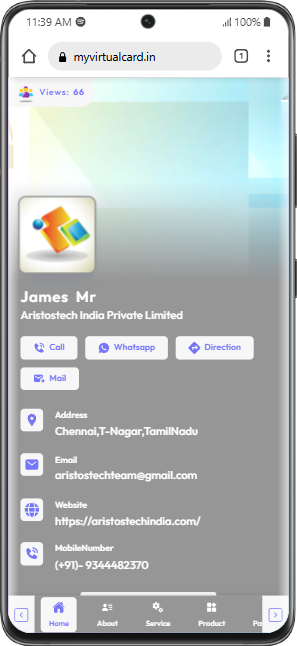 11:39 AM
100%
myvirtualcard.in
1
Views: 66
James Mr
Aristostech India Private Limited
Call
Whatsapp
Direction
Mail
Address
Chennai,T-Nagar,TamilNadu
Email
aristostechteam@gmail.com
Website
https://aristostechindia.com/
MobileNumber
(+91)- 9344482370
Home
About
Service
Product